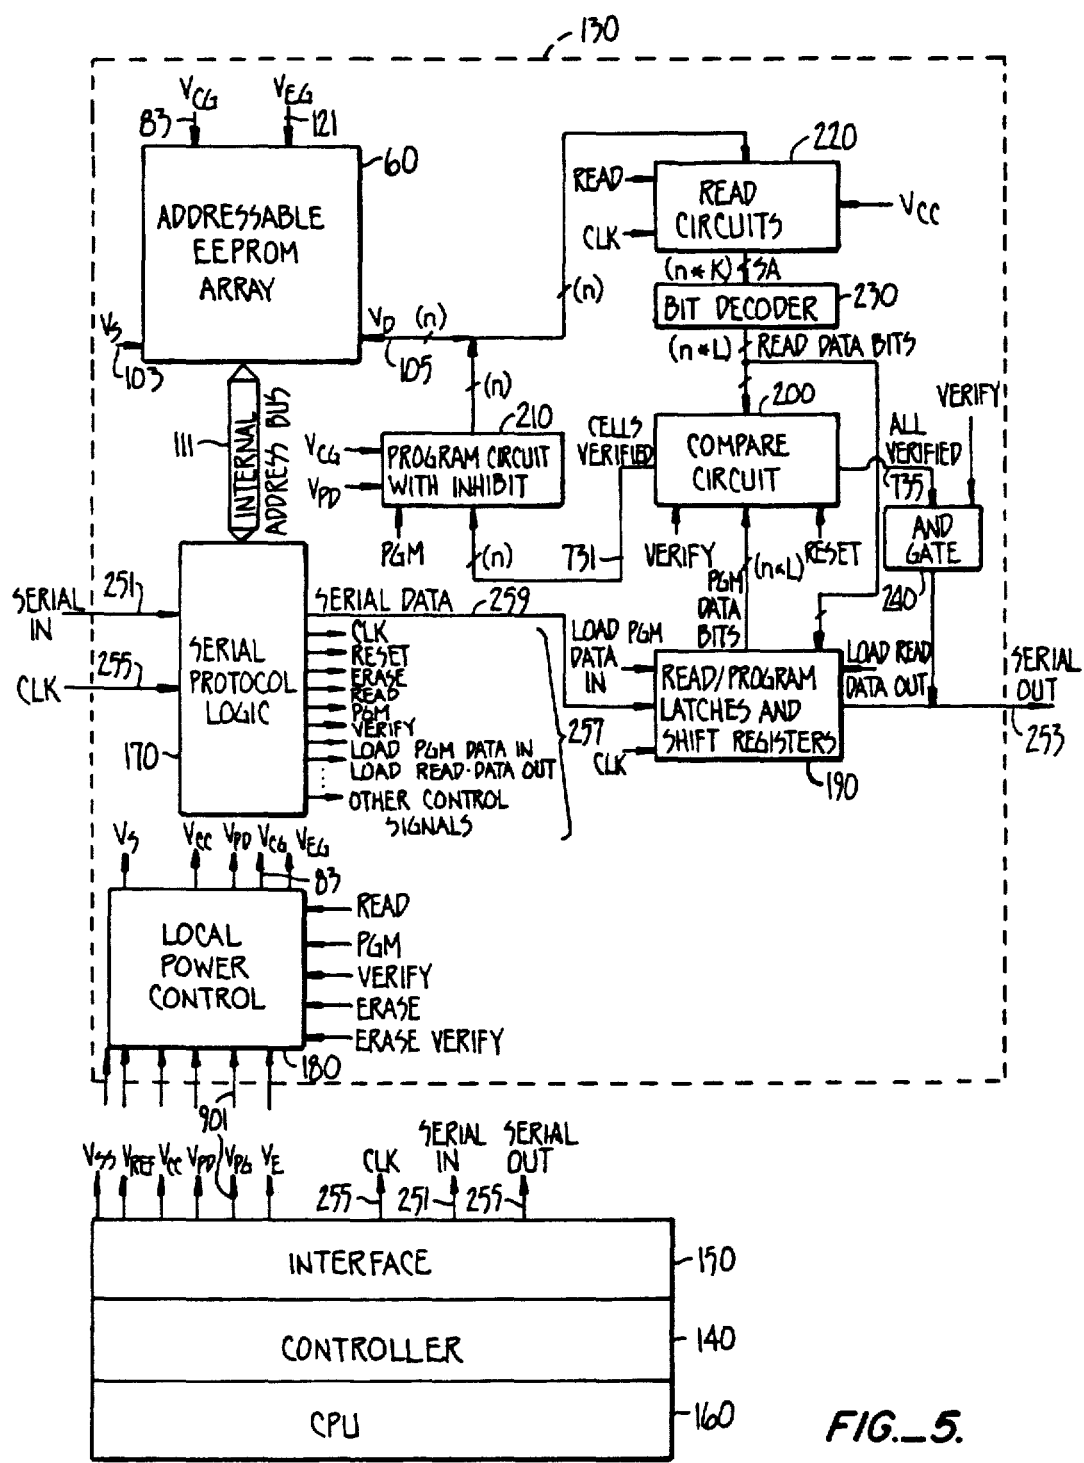 130
VCG
VEG
83
121
60
ADDRESSABLE
EEPROM
ARRAY
VS
103
VD
(n)
105
(n)
220
READ
CLK
READ
CIRCUITS
VCC
(n*K)
SA
BIT DECODER
230
(n*L)
READ DATA BITS
111
INTERNAL
ADDRESS BUS
(n)
210
VCG
VPD
PROGRAM CIRCUIT
WITH INHIBIT
PGM
(n)
CELLS
VERIFIED
731
200
COMPARE
CIRCUIT
ALL
VERIFIED
735
VERIFY
VERIFY
(n*L)
RESET
PGM
DATA
BITS
AND
GATE
240
SERIAL
IN
251
CLK
255
SERIAL
PROTOCOL
LOGIC
170
SERIAL DATA
259
CLK
RESET
ERASE
READ
PGM
VERIFY
LOAD PGM DATA IN
LOAD READ-DATA OUT
OTHER CONTROL
SIGNALS
257
LOAD PGM
DATA
IN
CLK
READ/PROGRAM
LATCHES AND
SHIFT REGISTERS
190
LOAD READ
DATA OUT
SERIAL
OUT
253
VS
VCC
VPD
VCG
VEG
83
LOCAL
POWER
CONTROL
READ
PGM
VERIFY
ERASE
ERASE VERIFY
180
901
VSS
VREF
VCC
VPD
VPG
VE
CLK
SERIAL
IN
SERIAL
OUT
255
251
255
INTERFACE
150
CONTROLLER
140
CPU
160
FIG._5.